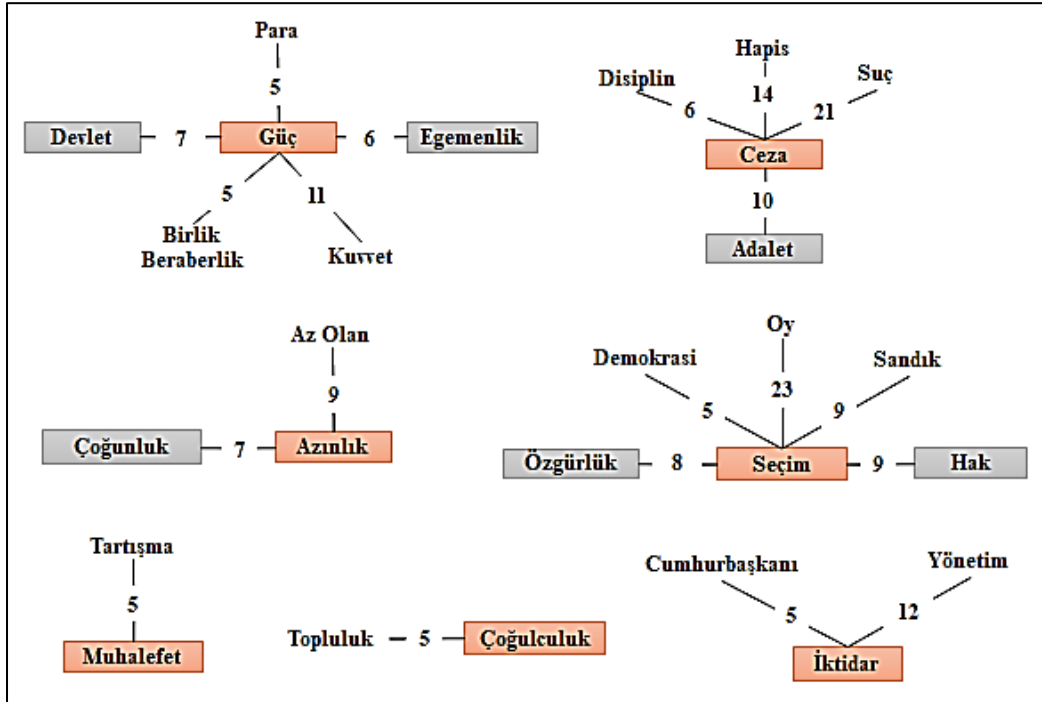 Para
5
Devlet
7
Güç
6
Egemenlik
5
11
Birlik
Beraberlik
Kuvvet
Hapis
Disiplin
Suç
6
14
21
Ceza
10
Adalet
Az Olan
9
Çoğunluk
7
Azınlık
Oy
Demokrasi
Sandık
5
23
9
Özgürlük
8
Seçim
9
Hak
Tartışma
5
Muhalefet
Topluluk
5
Çoğulculuk
Cumhurbaşkanı
Yönetim
5
12
İktidar